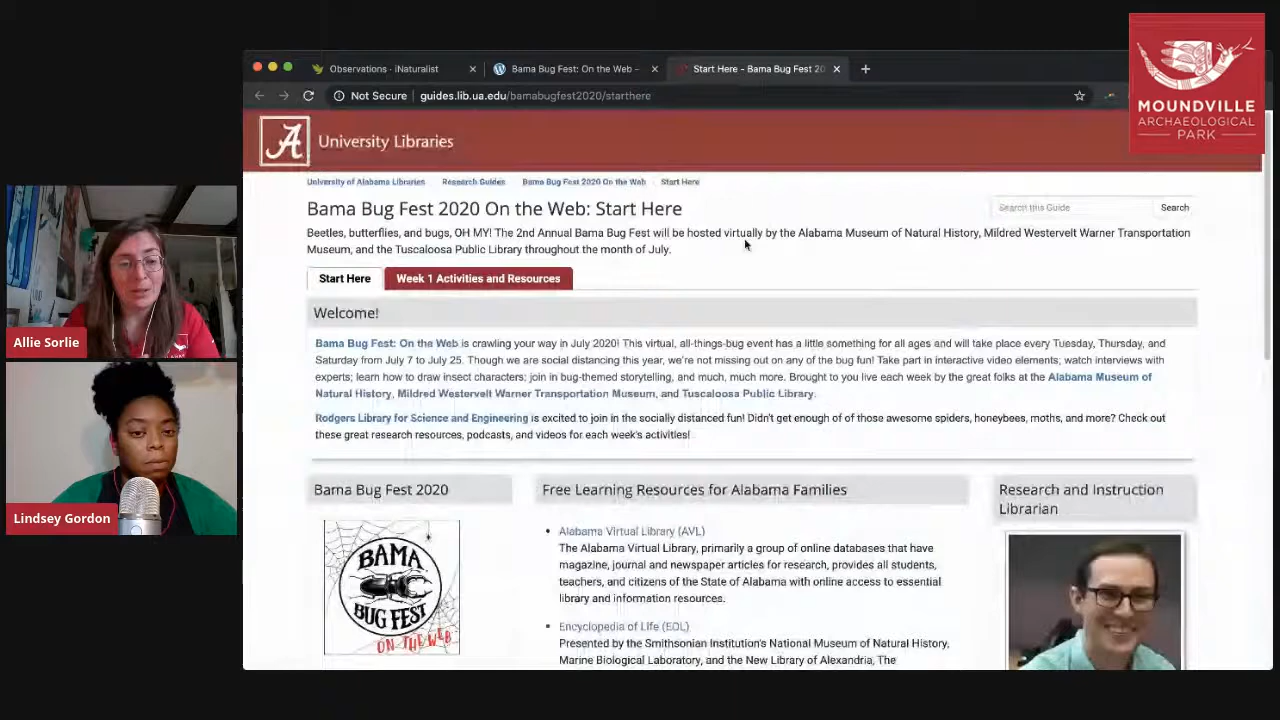 Observations · iNaturalist
Bama Bug Fest: On the Web -
Start Here - Bama Bug Fest 20
Not Secure | guides.lib.ua.edu/bamabugfest2020/starthere
MOUNDVILLE
ARCHAEOLOGICAL
PARK
A
University Libraries
University of Alabama Libraries Research Guides Bama Bug Fest 2020 On the Web Start Here
Bama Bug Fest 2020 On the Web: Start Here
Search this Guide Search
Beetles, butterflies, and bugs, OH MY! The 2nd Annual Bama Bug Fest will be hosted virtually by the Alabama Museum of Natural History, Mildred Westervelt Warner Transportation
Museum, and the Tuscaloosa Public Library throughout the month of July.
Start Here Week 1 Activities and Resources
Welcome!
Bama Bug Fest: On the Web is crawling your way in July 2020! This virtual, all-things-bug event has a little something for all ages and will take place every Tuesday, Thursday, and
Saturday from July 7 to July 25. Though we are social distancing this year, we're not missing out on any of the bug fun! Take part in interactive video elements; watch interviews with
experts; learn how to draw insect characters; join in bug-themed storytelling, and much, much more. Brought to you live each week by the great folks at the Alabama Museum of
Natural History, Mildred Westervelt Warner Transportation Museum, and Tuscaloosa Public Library.
Rodgers Library for Science and Engineering is excited to join in the socially distanced fun! Didn't get enough of those awesome spiders, honeybees, moths, and more? Check out
these great research resources, podcasts, and videos for each week's activities!
Allie Sorlie
Lindsey Gordon
Bama Bug Fest 2020
BAMA
BUG FEST
ON THE WEB
Free Learning Resources for Alabama Families
Alabama Virtual Library (AVL)
The Alabama Virtual Library, primarily a group of online databases that have
magazine, journal and newspaper articles for research, provides all students,
teachers, and citizens of the State of Alabama with online access to essential
library and information resources.
Encyclopedia of Life (EOL)
Presented by the Smithsonian Institution's National Museum of Natural History,
Marine Biological Laboratory, and the New Library of Alexandria, The
Research and Instruction
Librarian